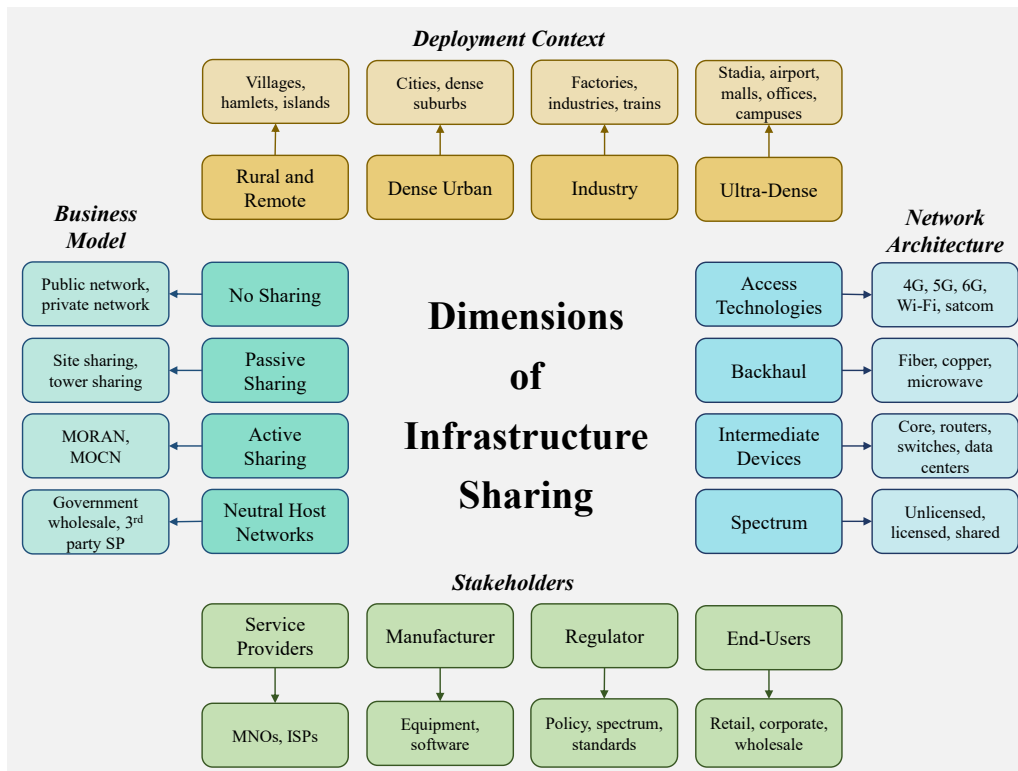 Deployment Context
Villages,
hamlets, islands
Cities, dense
suburbs
Factories,
industries, trains
Stadia, airport,
malls, offices,
campuses
Rural and
Remote
Dense Urban
Industry
Ultra-Dense
Business
Model
Public network,
private network
No Sharing
Site sharing,
tower sharing
Passive
Sharing
MORAN,
MOCN
Active
Sharing
Government
wholesale, 3rd
party SP
Neutral Host
Networks
Dimensions
of
Infrastructure
Sharing
Network
Architecture
Access
Technologies
4G, 5G, 6G,
Wi-Fi, satcom
Backhaul
Fiber, copper,
microwave
Intermediate
Devices
Core, routers,
switches, data
centers
Spectrum
Unlicensed,
licensed, shared
Stakeholders
Service
Providers
Manufacturer
Regulator
End-Users
MNOs, ISPs
Equipment,
software
Policy, spectrum,
standards
Retail, corporate,
wholesale